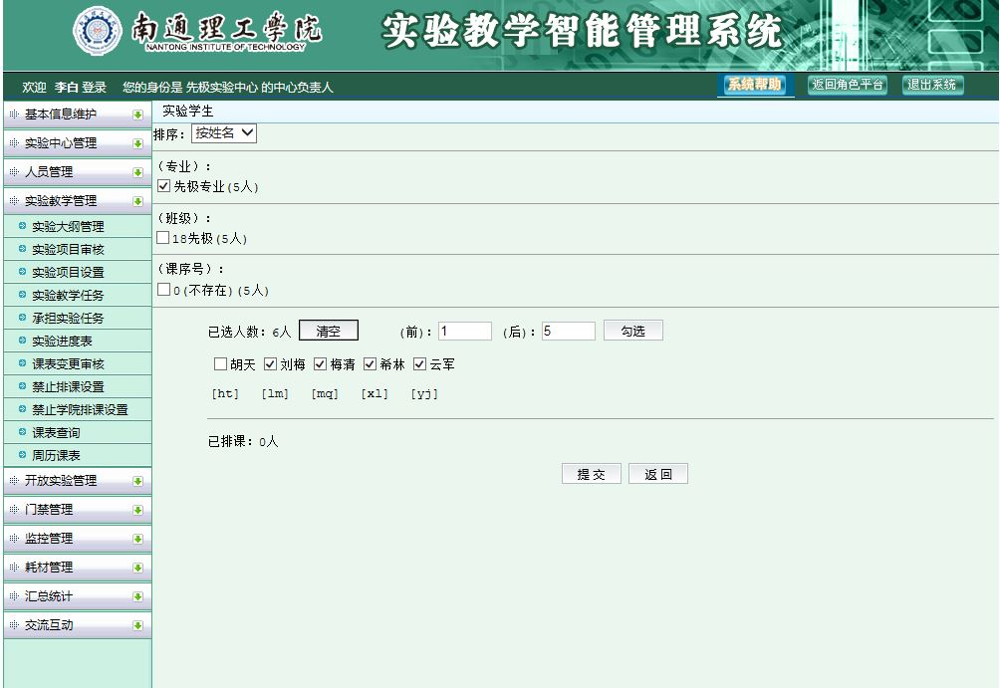 南通理工學院
NANTONG INSTITUTE OF TECHNOLOGY
实验教学智能管理系统
欢迎 李白 登录 您的身份是 先极实验中心 的中心负责人
系统帮助 返回角色平台 退出系统
基本信息维护
实验中心管理
人员管理
实验教学管理
实验大纲管理
实验项目审核
实验项目设置
实验教学任务
承担实验任务
实验进度表
课表变更审核
禁止排课设置
禁止学院排课设置
课表查询
周历课表
开放实验管理
门禁管理
监控管理
耗材管理
汇总统计
交流互动
实验学生
排序：按姓名
（专业）：
先极专业(5人)
（班级）：
18先极(5人)
（课序号）：
0(不存在)(5人)
已选人数：6人 清空 （前）：1 （后）：5 勾选
胡天 刘梅 梅清 希林 云军
[ht] [lm] [mq] [xl] [yj]
已排课：0人
提 交 返 回